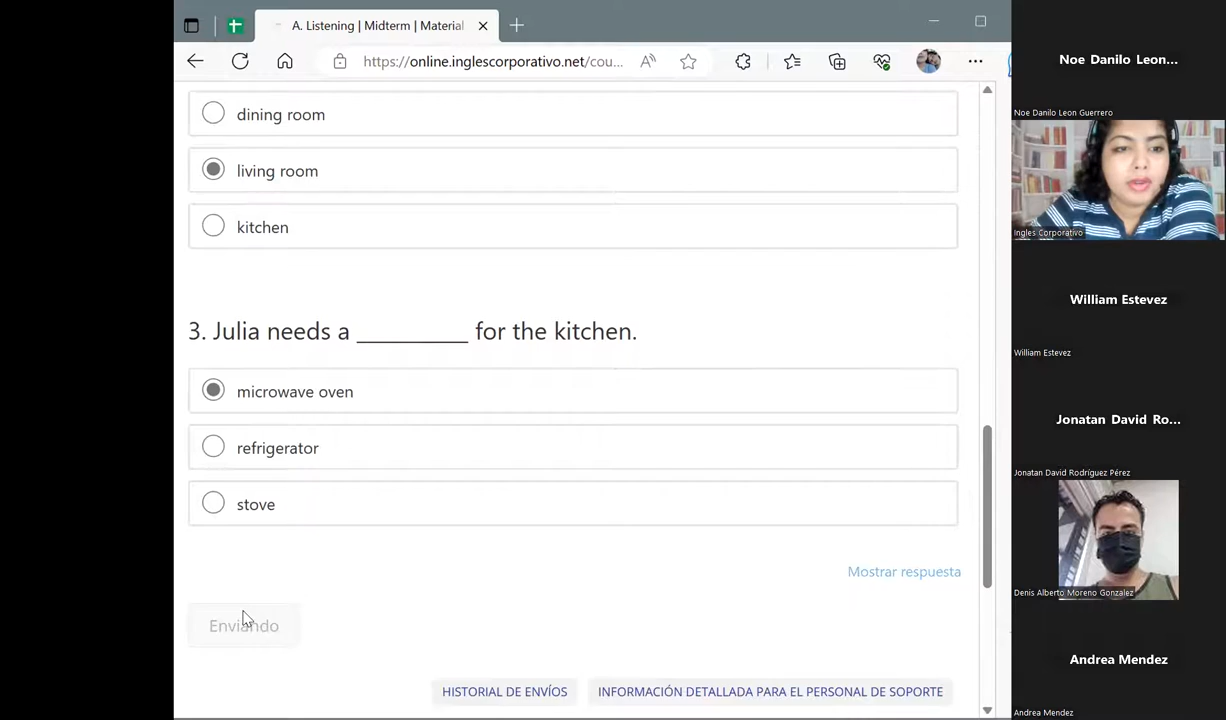 A. Listening | Midterm | Material
https://online.inglescorporativo.net/cou...
dining room
living room
kitchen
3. Julia needs a __________ for the kitchen.
microwave oven
refrigerator
stove
Mostrar respuesta
Enviando
HISTORIAL DE ENVÍOS
INFORMACIÓN DETALLADA PARA EL PERSONAL DE SOPORTE
Noe Danilo Leon...
Noe Danilo Leon Guerrero
Ingles Corporativo
William Estevez
William Estevez
Jonatan David Ro...
Jonatan David Rodríguez Pérez
Denis Alberto Moreno Gonzalez
Andrea Mendez
Andrea Mendez